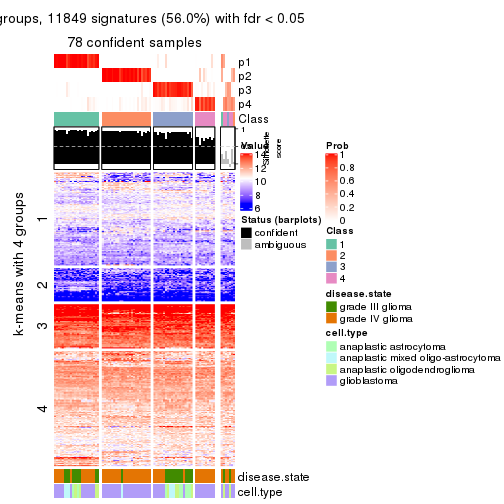 groups, 11849 signatures (56.0%) with fdr < 0.05
78 confident samples
p1
p2
p3
p4
Class
1
Silhouette
score
k-means with 4 groups
1
2
3
4
disease.state
cell.type
Value
14
12
10
8
6
Status (barplots)
confident
ambiguous
Prob
1
0.8
0.6
0.4
0.2
0
Class
1
2
3
4
disease.state
grade III glioma
grade IV glioma
cell.type
anaplastic astrocytoma
anaplastic mixed oligo-astrocytoma
anaplastic oligodendroglioma
glioblastoma